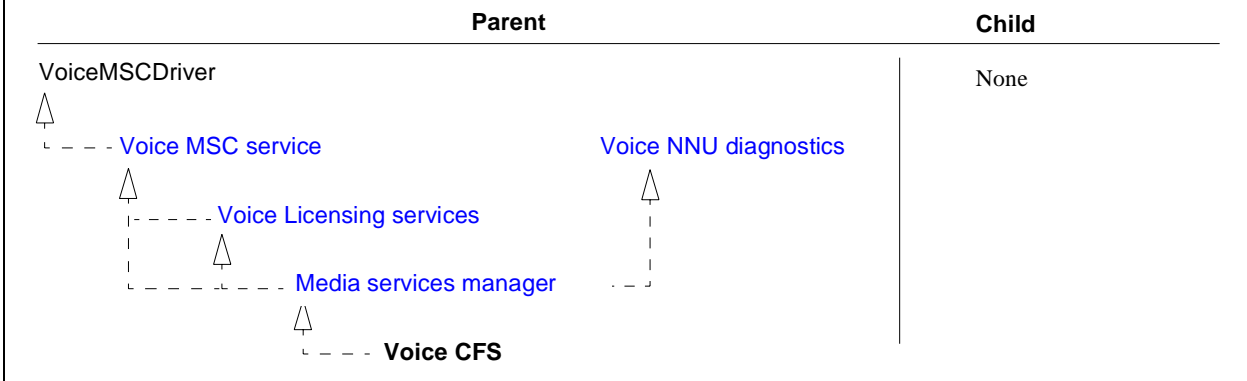 Parent Child
VoiceMSCDriver
None
Voice MSC service Voice NNU diagnostics
Voice Licensing services
Media services manager
Voice CFS